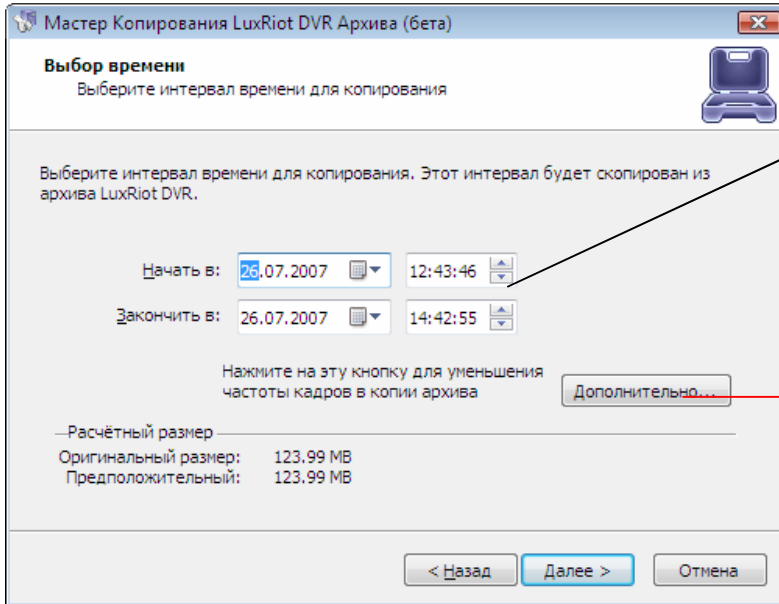 Мастер Копирования LuxRiot DVR Архива (бета)
Выбор времени
Выберите интервал времени для копирования
Выберите интервал времени для копирования. Этот интервал будет скопирован из
архива LuxRiot DVR.
Начать в: 26.07.2007 12:43:46
Закончить в: 26.07.2007 14:42:55
Нажмите на эту кнопку для уменьшения
частоты кадров в копии архива
Дополнительно...
Расчётный размер
Оригинальный размер: 123.99 MB
Предположительный: 123.99 MB
< Назад Далее > Отмена